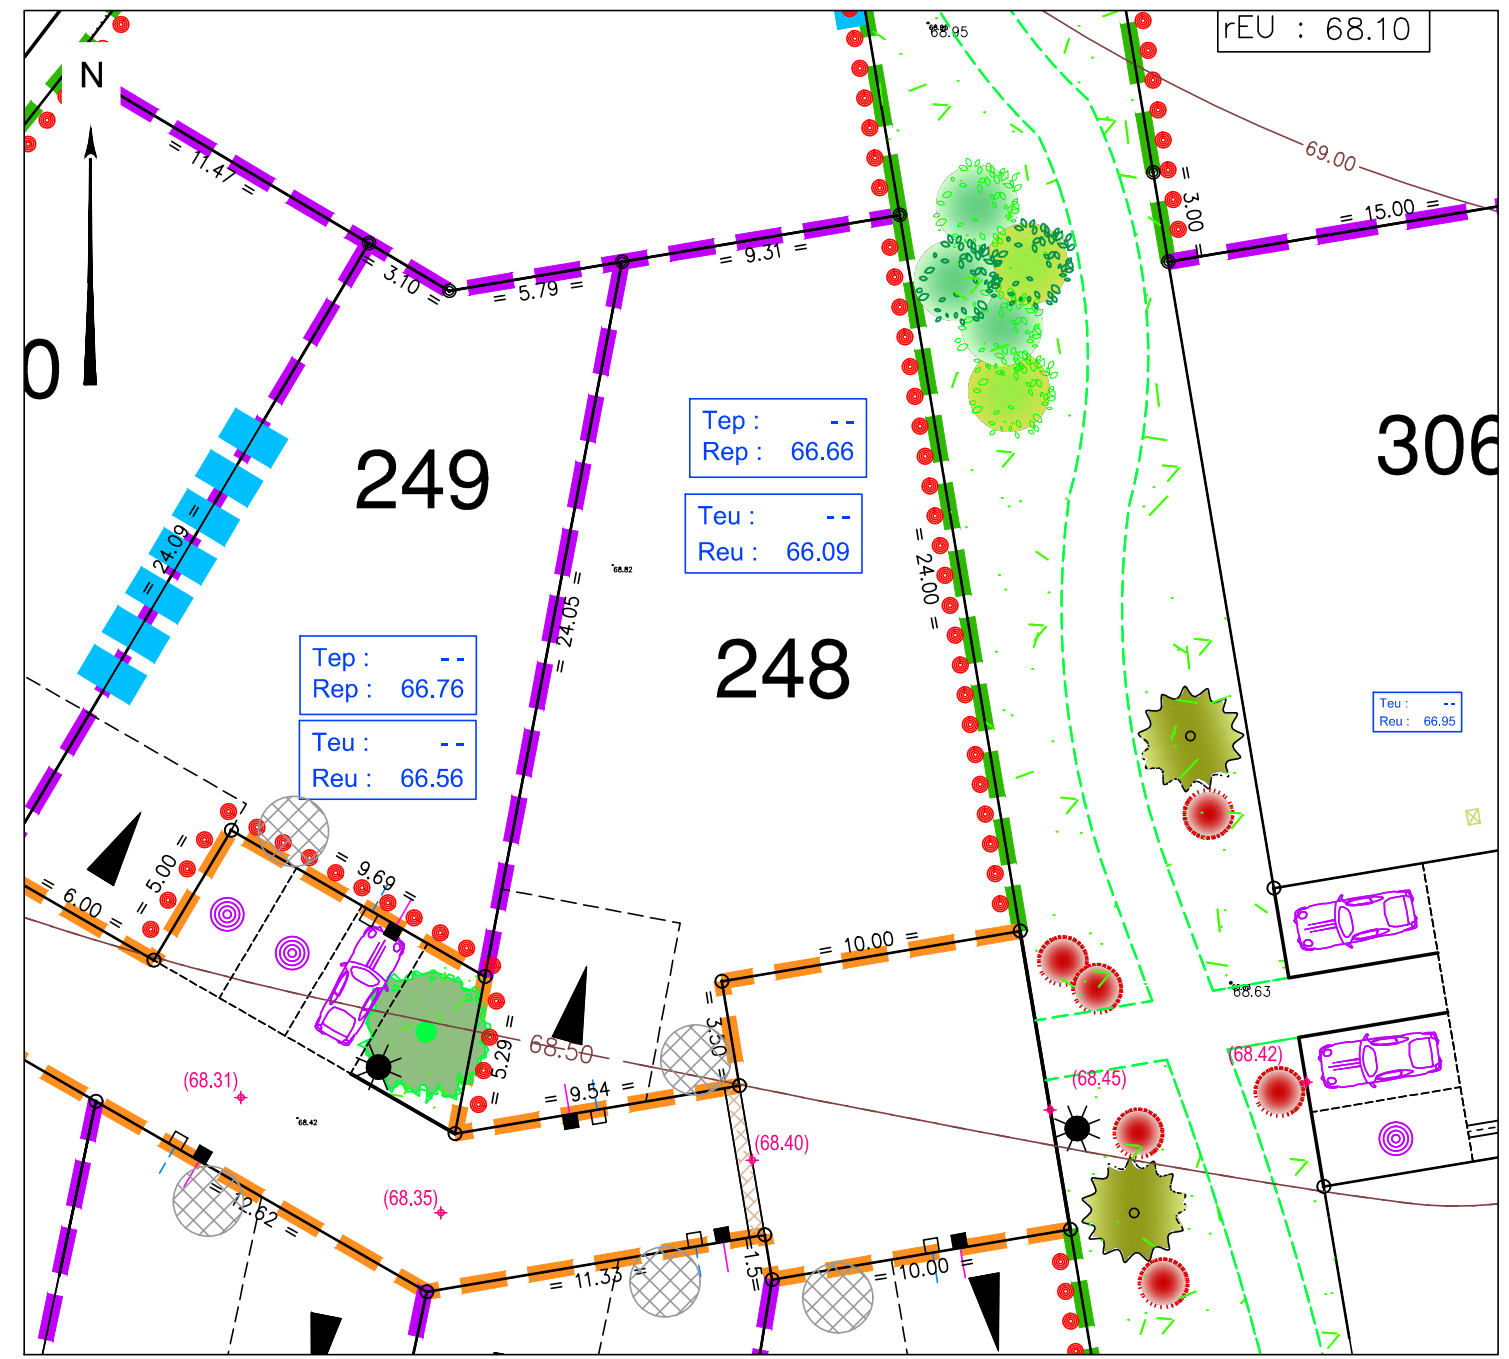 rEU : 68.10
68.95
N
= 11.47 =
69.00
= 3.00 =
= 15.00 =
= 9.31 =
= 3.10 =
= 5.79 =
0
249
306
Tep : --
Rep : 66.66
Teu : --
Reu : 66.09
= 24.09 =
= 24.00 =
68.82
= 24.05 =
248
Tep : --
Rep : 66.76
Teu : --
Reu : 66.56
Teu : --
Reu : 66.95
= 5.00 =
= 9.69 =
= 6.00 =
= 10.00 =
68.63
= 3.50 =
68.50
= 5.29 =
(68.42)
(68.31)
(68.45)
= 9.54 =
68.42
(68.40)
(68.35)
= 12.62 =
= 11.33 =
=1.5=
= 10.00 =